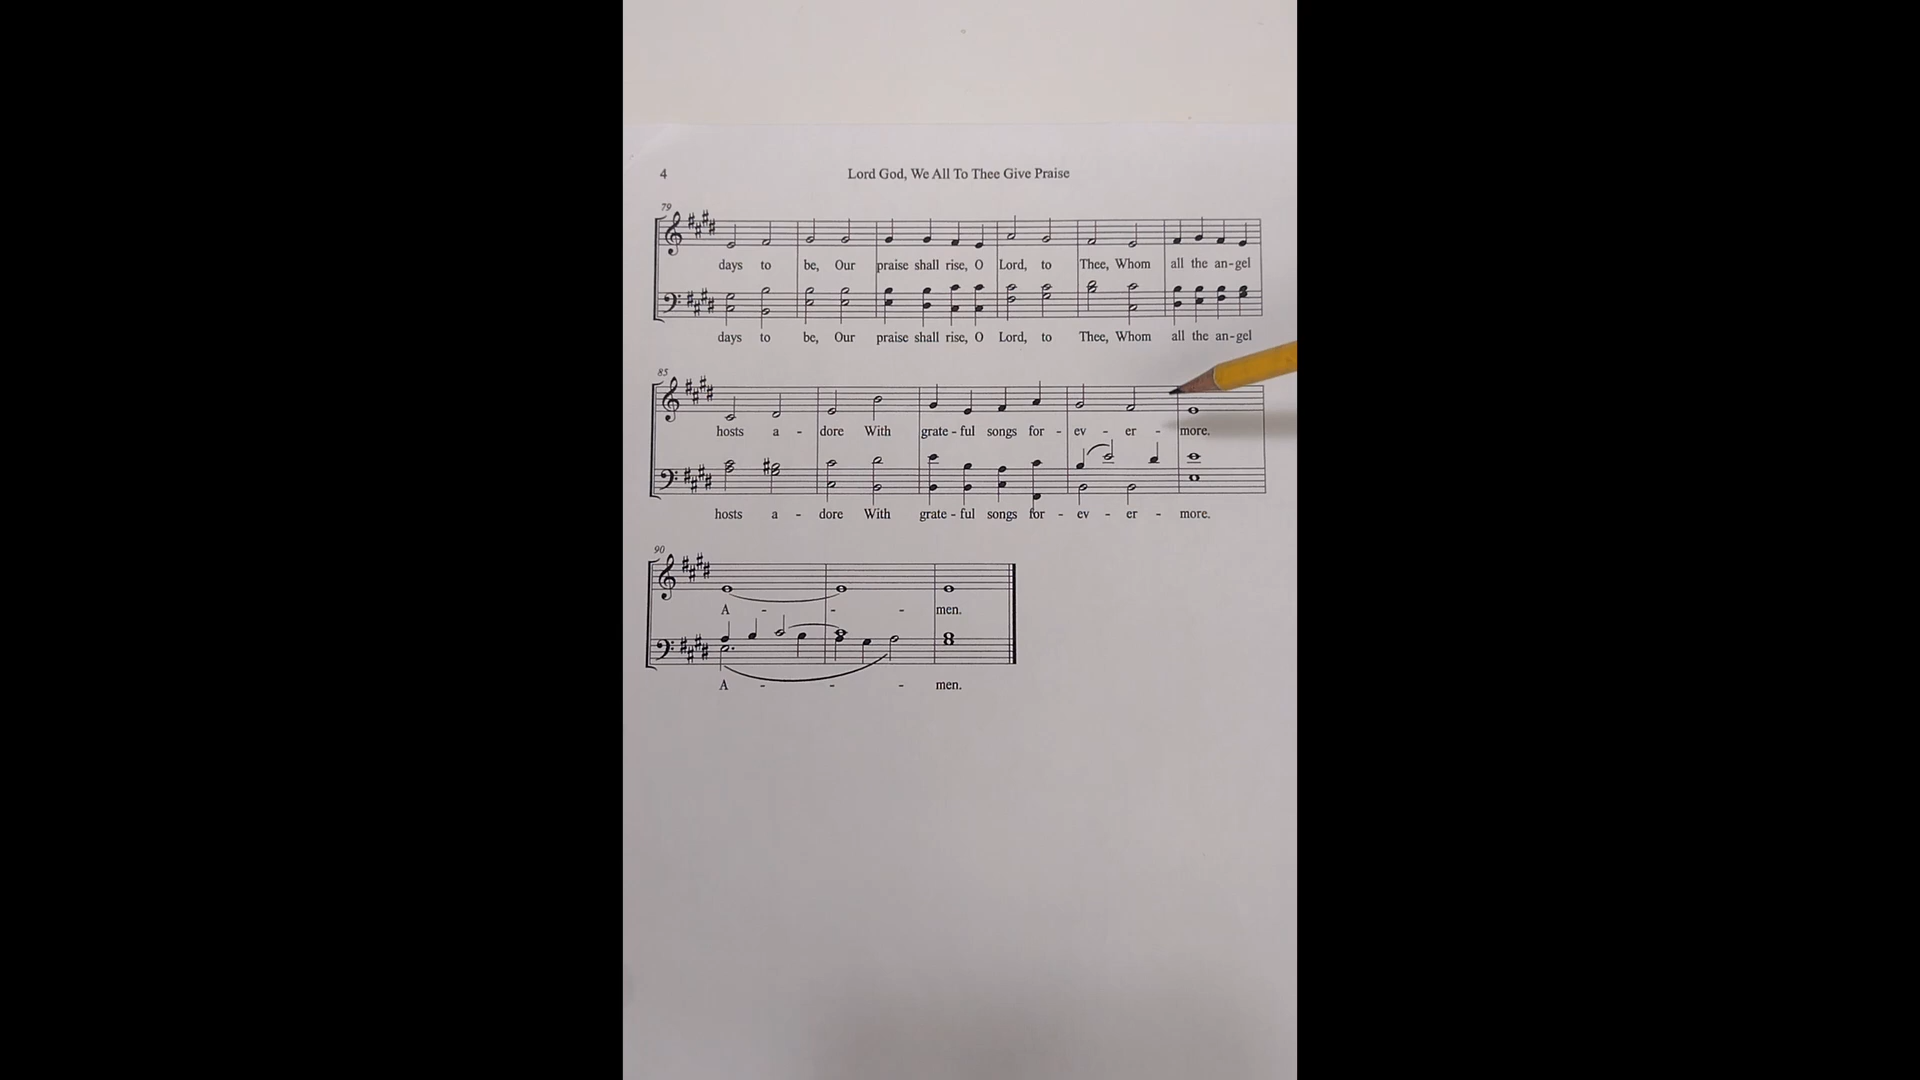 4 Lord God, We All To Thee Give Praise
79
days to be, Our praise shall rise, O Lord, to Thee, Whom all the an-gel
days to be, Our praise shall rise, O Lord, to Thee, Whom all the an-gel
85
hosts a - dore With grate - ful songs for - ev - er - more.
hosts a - dore With grate - ful songs for - ev - er - more.
90
A - - - men.
A - - - men.